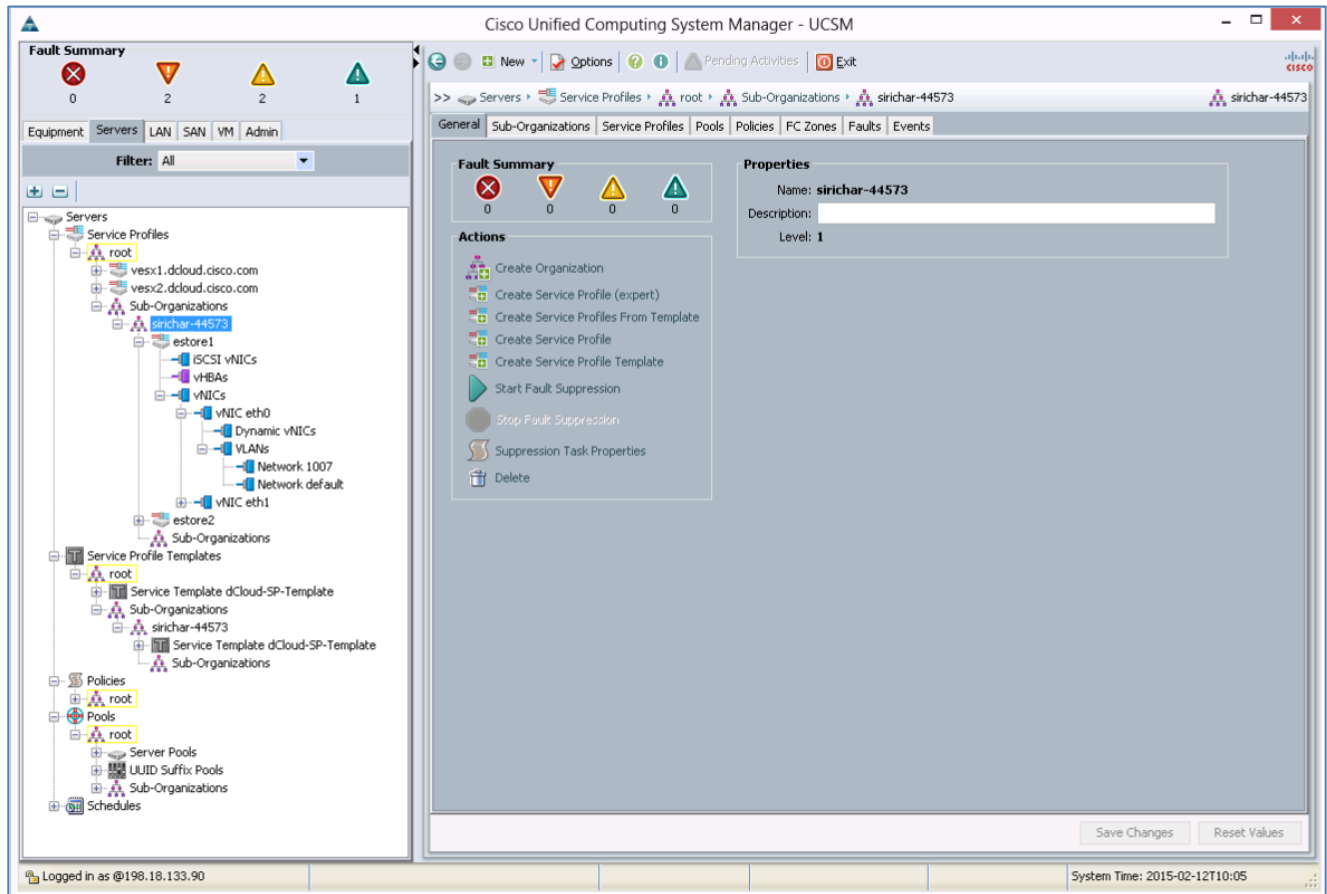 Cisco Unified Computing System Manager - UCSM
Fault Summary
0 2 2 1
Equipment Servers LAN SAN VM Admin
Filter: All
Servers
Service Profiles
root
vesx1.dcloud.cisco.com
vesx2.dcloud.cisco.com
Sub-Organizations
sirichar-44573
estore1
iSCSI vNICs
vHBAs
vNICs
vNIC eth0
Dynamic vNICs
VLANs
Network 1007
Network default
vNIC eth1
estore2
Sub-Organizations
Service Profile Templates
root
Service Template dCloud-SP-Template
Sub-Organizations
sirichar-44573
Service Template dCloud-SP-Template
Sub-Organizations
Policies
root
Pools
root
Server Pools
UUID Suffix Pools
Sub-Organizations
Schedules
New Options Pending Activities Exit
cisco
>> Servers Service Profiles root Sub-Organizations sirichar-44573 sirichar-44573
General Sub-Organizations Service Profiles Pools Policies FC Zones Faults Events
Fault Summary
0 0 0 0
Actions
Create Organization
Create Service Profile (expert)
Create Service Profiles From Template
Create Service Profile
Create Service Profile Template
Start Fault Suppression
Stop Fault Suppression
Suppression Task Properties
Delete
Properties
Name: sirichar-44573
Description:
Level: 1
Save Changes Reset Values
Logged in as @198.18.133.90 System Time: 2015-02-12T10:05